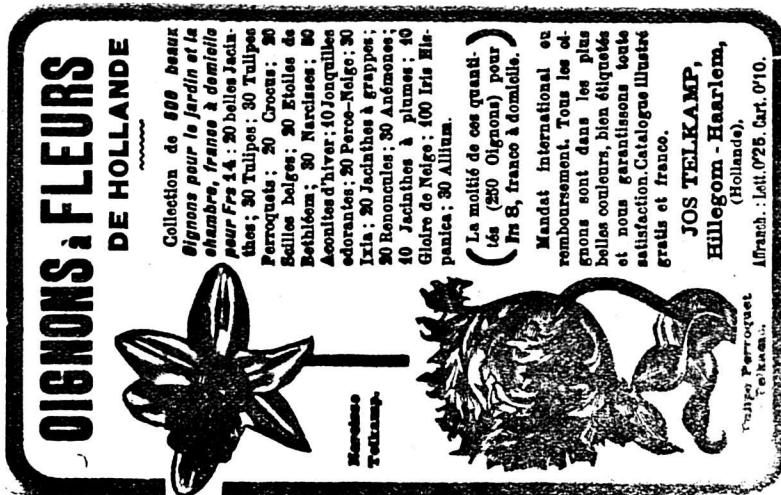 OIGNONS à FLEURS
DE HOLLANDE
Collection de 500 beaux
Oignons pour le jardin et la
chambre, franco à domicile
pour Frs 14: 20 belles Jacin-
thes; 30 Tulipes; 30 Tulipes
Perroquets; 20 Crocus; 20
Scilles belges; 20 Etoiles de
Bethléem; 30 Narcisses; 50
Aconites d'hiver; 10 Jonquilles
odorantes; 20 Perce-Neige; 30
Ixia; 20 Jacinthes à grappes;
20 Renoncules; 30 Anémones;
10 Jacinthes à plumes; 10
Gloire de Neige; 100 Iris His-
panica; 30 Allium.
(La moitié de ces quanti-
tés (250 Oignons) pour
Frs 8, franco à domicile.)
Mandat international ou
remboursement. Tous les oi-
gnons sont dans les plus
belles couleurs, bien étiquetés
et nous garantissons toute
satisfaction. Catalogue illustré
gratis et franco.
JOS TELKAMP,
Hillegom - Haarlem,
(Hollande),
Affranch.: Lett. 0'25. Cart. 0'10.
Narcisse
Telkamp.
Tulipe Perroquet
Telkamp.